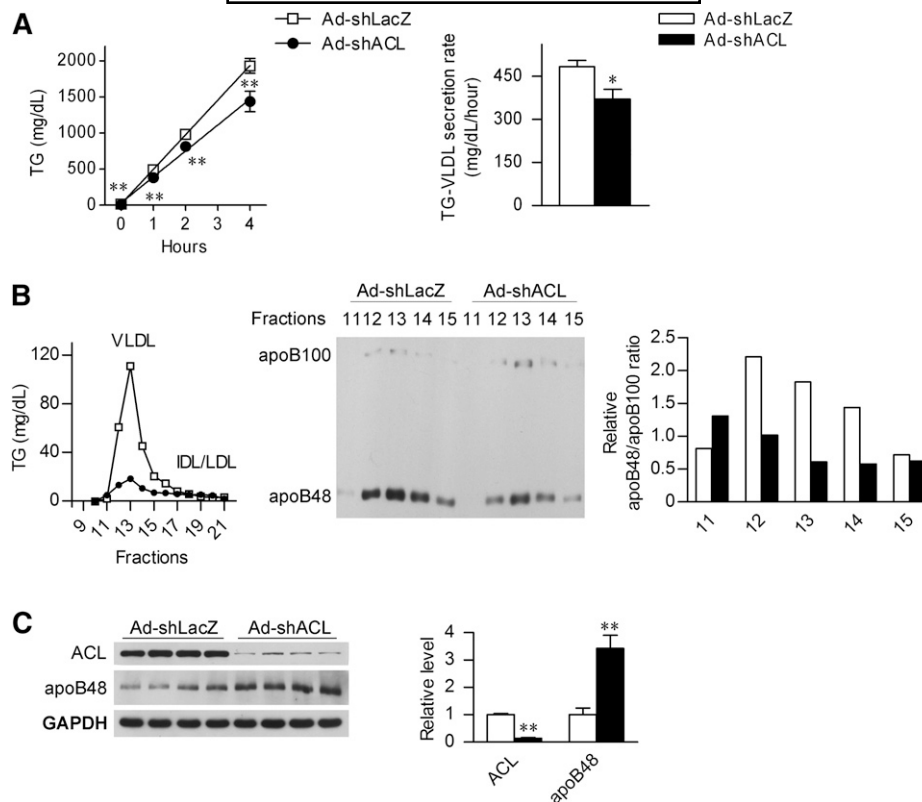 A
Ad-shLacZ
Ad-shACL
TG (mg/dL)
2000
1500
1000
500
0
**
**
**
**
0 1 2 3 4
Hours
Ad-shLacZ
Ad-shACL
TG-VLDL secretion rate
(mg/dL/hour)
450
300
150
0
*
B
TG (mg/dL)
120
80
40
0
VLDL
IDL/LDL
9 11 13 15 17 19 21
Fractions
Ad-shLacZ Ad-shACL
Fractions 11 12 13 14 15 11 12 13 14 15
apoB100
apoB48
Relative
apoB48/apoB100 ratio
2.5
2.0
1.5
1.0
0.5
0
11 12 13 14 15
C
Ad-shLacZ Ad-shACL
ACL
apoB48
GAPDH
Relative level
4
3
2
1
0
**
**
ACL apoB48